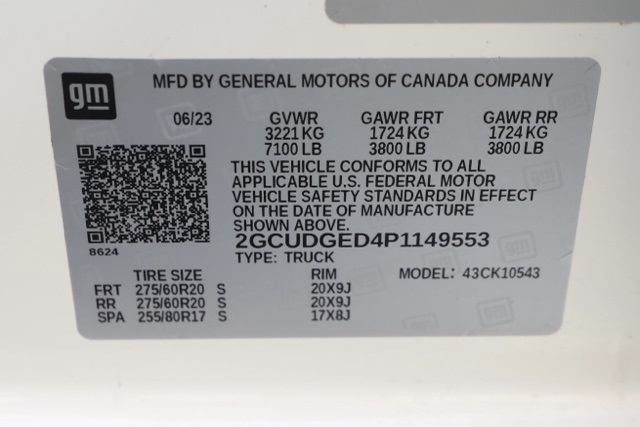 gm
MFD BY GENERAL MOTORS OF CANADA COMPANY
06/23 GVWR GAWR FRT GAWR RR
3221 KG 1724 KG 1724 KG
7100 LB 3800 LB 3800 LB
THIS VEHICLE CONFORMS TO ALL
APPLICABLE U.S. FEDERAL MOTOR
VEHICLE SAFETY STANDARDS IN EFFECT
ON THE DATE OF MANUFACTURE
SHOWN ABOVE.
8624
2GCUDGED4P1149553
TYPE: TRUCK
TIRE SIZE RIM MODEL: 43CK10543
FRT 275/60R20 S 20X9J
RR 275/60R20 S 20X9J
SPA 255/80R17 S 17X8J